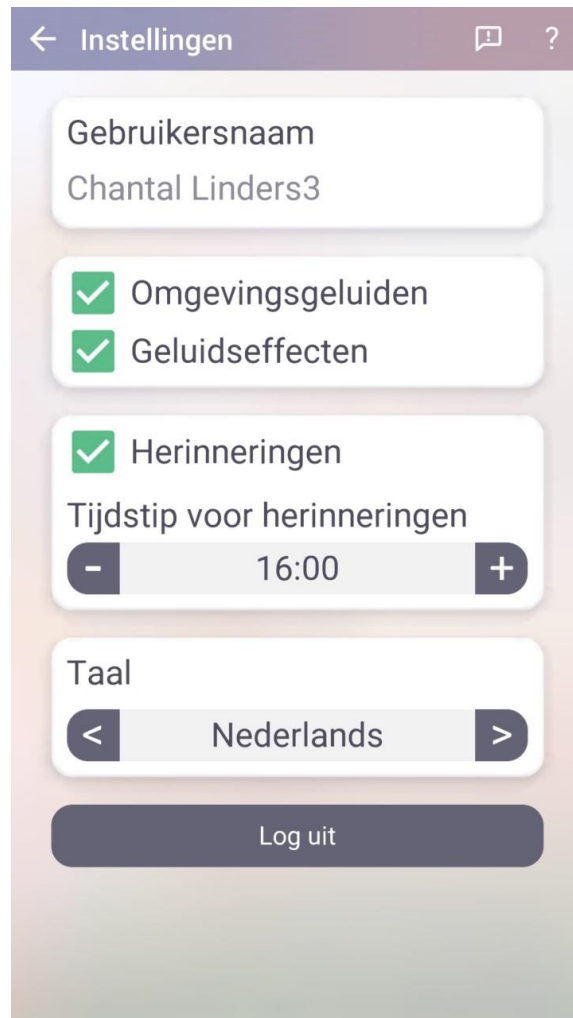 ← Instellingen ?
Gebruikersnaam
Chantal Linders3
Omgevingsgeluiden
Geluidseffecten
Herinneringen
Tijdstip voor herinneringen
- 16:00 +
Taal
< Nederlands >
Log uit